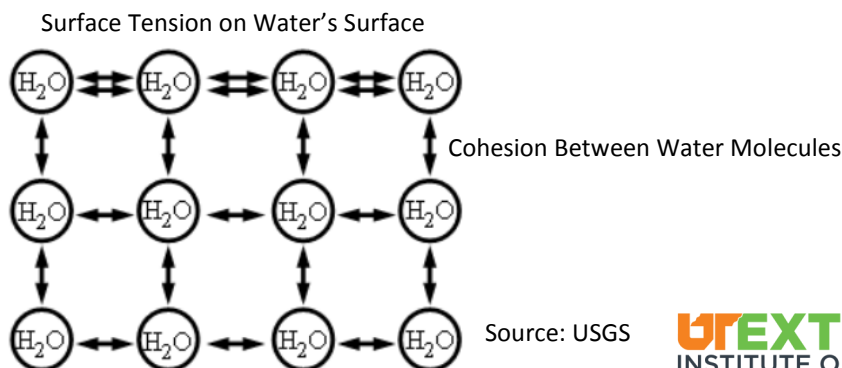 Surface Tension on Water’s Surface
H₂O H₂O H₂O H₂O
Cohesion Between Water Molecules
H₂O H₂O H₂O H₂O
H₂O H₂O H₂O H₂O
Source: USGS
UTEXT
INSTITUTE O